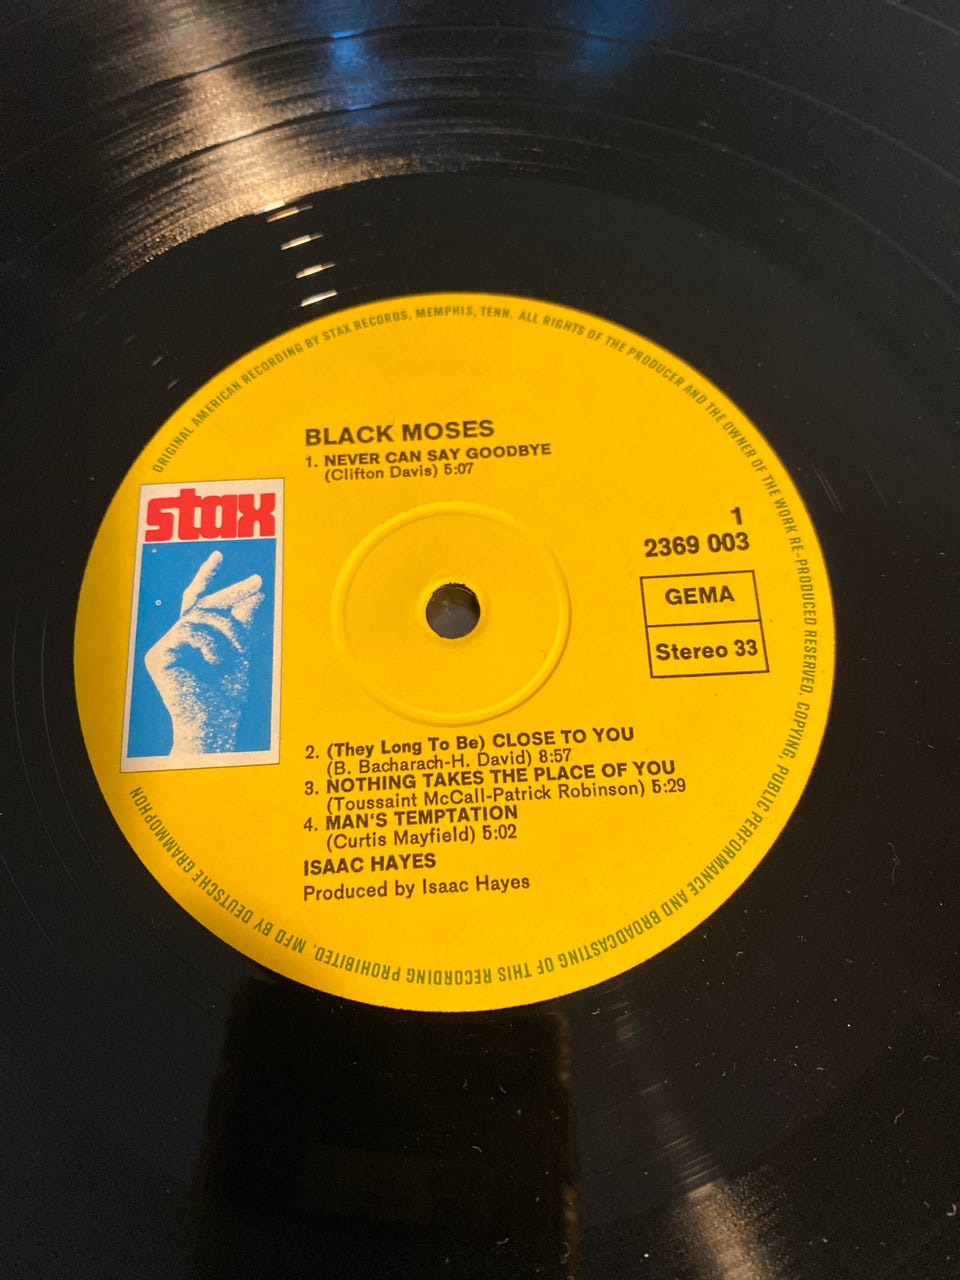 ORIGINAL AMERICAN RECORDING BY STAX RECORDS, MEMPHIS, TENN. ALL RIGHTS OF THE PRODUCER AND THE OWNER OF THE WORK RE-PRODUCED RESERVED. COPYING, PUBLIC PERFORMANCE AND BROADCASTING OF THIS RECORDING PROHIBITED. MFD BY DEUTSCHE GRAMMOPHON
BLACK MOSES
1. NEVER CAN SAY GOODBYE
(Clifton Davis) 5:07
stax
1
2369 003
GEMA
Stereo 33
2. (They Long To Be) CLOSE TO YOU
(B. Bacharach-H. David) 8:57
3. NOTHING TAKES THE PLACE OF YOU
(Toussaint McCall-Patrick Robinson) 5:29
4. MAN'S TEMPTATION
(Curtis Mayfield) 5:02
ISAAC HAYES
Produced by Isaac Hayes